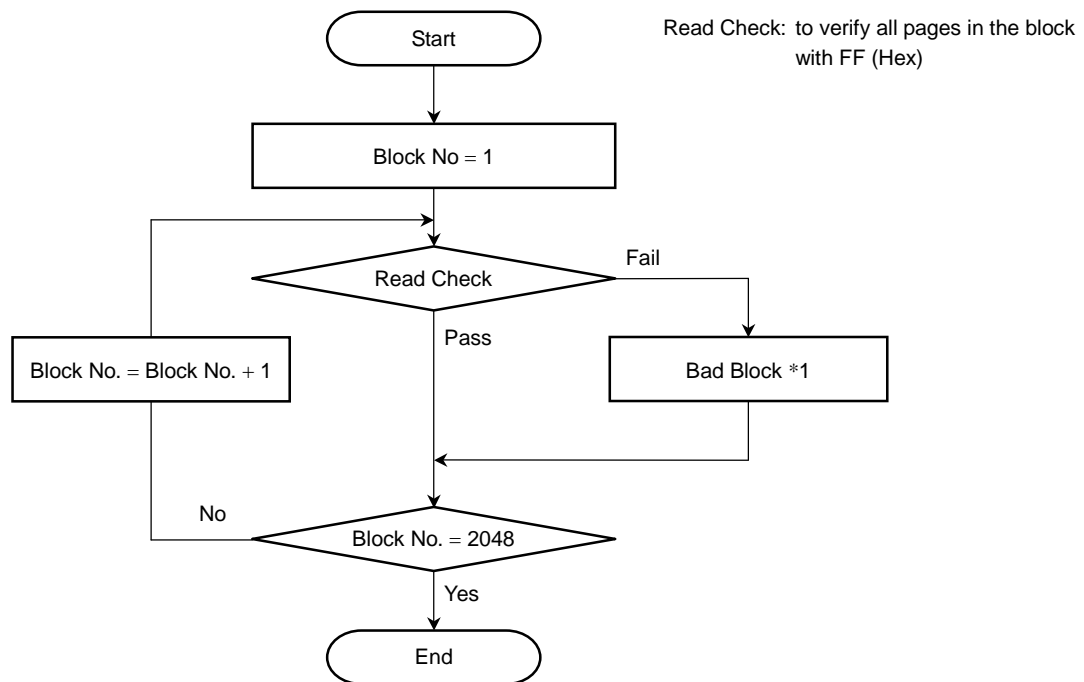 Start
Read Check: to verify all pages in the block
with FF (Hex)
Block No = 1
Read Check
Fail
Pass
Block No. = Block No. + 1
Bad Block *1
No
Block No. = 2048
Yes
End